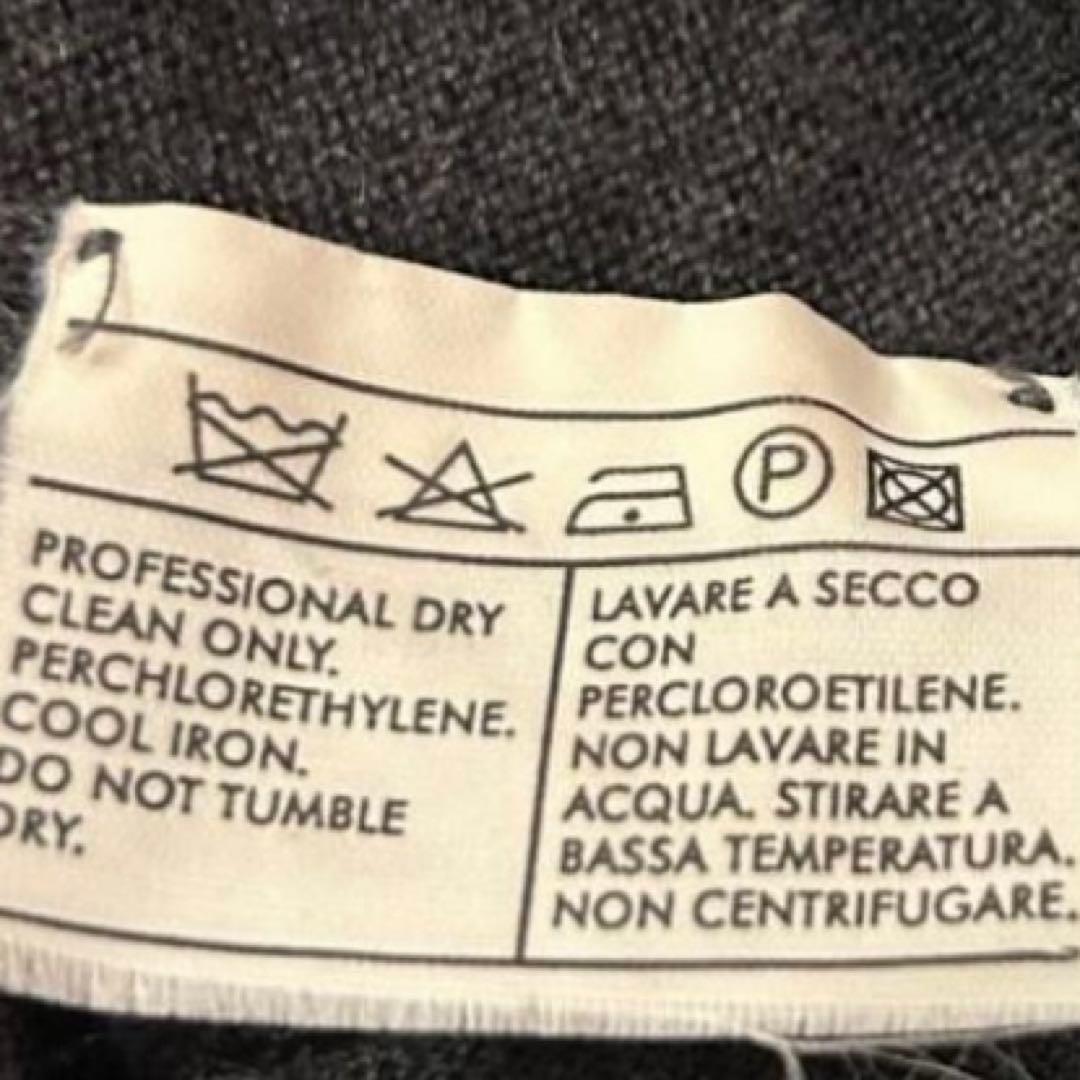 P
PROFESSIONAL DRY
CLEAN ONLY.
PERCHLORETHYLENE.
COOL IRON.
DO NOT TUMBLE
DRY.
LAVARE A SECCO
CON
PERCLOROETILENE.
NON LAVARE IN
ACQUA. STIRARE A
BASSA TEMPERATURA.
NON CENTRIFUGARE.